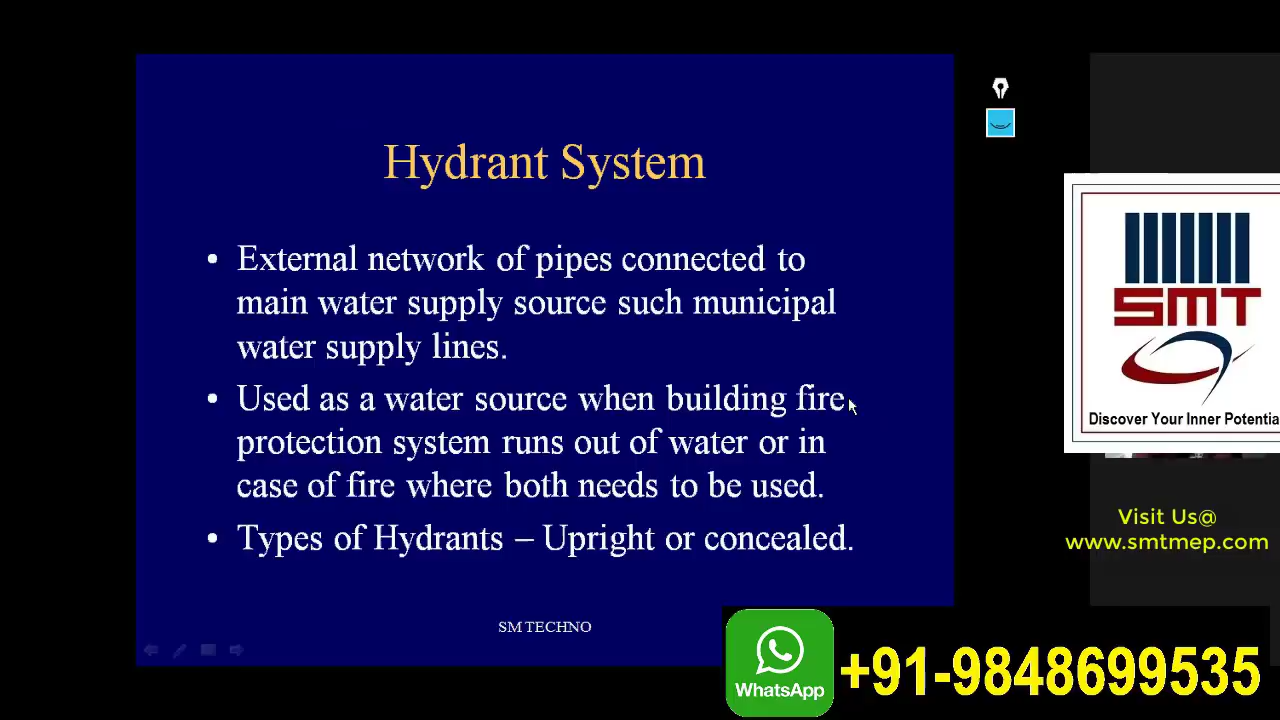 Hydrant System
• External network of pipes connected to
main water supply source such municipal
water supply lines.
• Used as a water source when building fire
protection system runs out of water or in
case of fire where both needs to be used.
• Types of Hydrants – Upright or concealed.
SM TECHNO
SMT
Discover Your Inner Potentia
Visit Us@
www.smtmep.com
WhatsApp
+91-9848699535